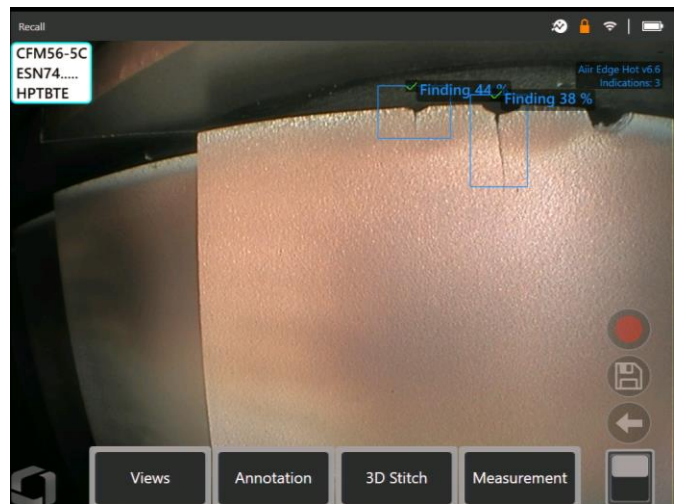 Recall
CFM56-5C
ESN74.....
HPTBTE
Aiir Edge Hot v6.6
Indications: 3
Finding 44 %
Finding 38 %
Views
Annotation
3D Stitch
Measurement